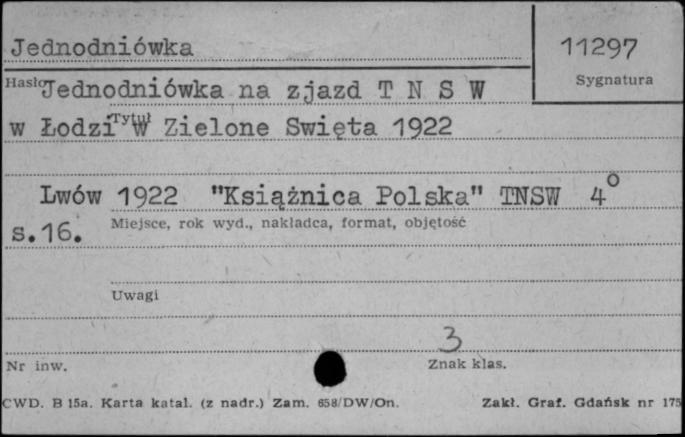 Jednodniówka
11297
Hasło
Sygnatura
Jednodniówka na zjazd T N S W
Tytuł
w Łodzi W Zielone Swięta 1922
Lwów 1922 "Książnica Polska" TNSW 4°
Miejsce, rok wyd., nakładca, format, objętość
s.16.
Uwagi
3
Nr inw.
Znak klas.
CWD. B 15a. Karta katal. (z nadr.) Zam. 658/DW/On.
Zakł. Graf. Gdańsk nr 175